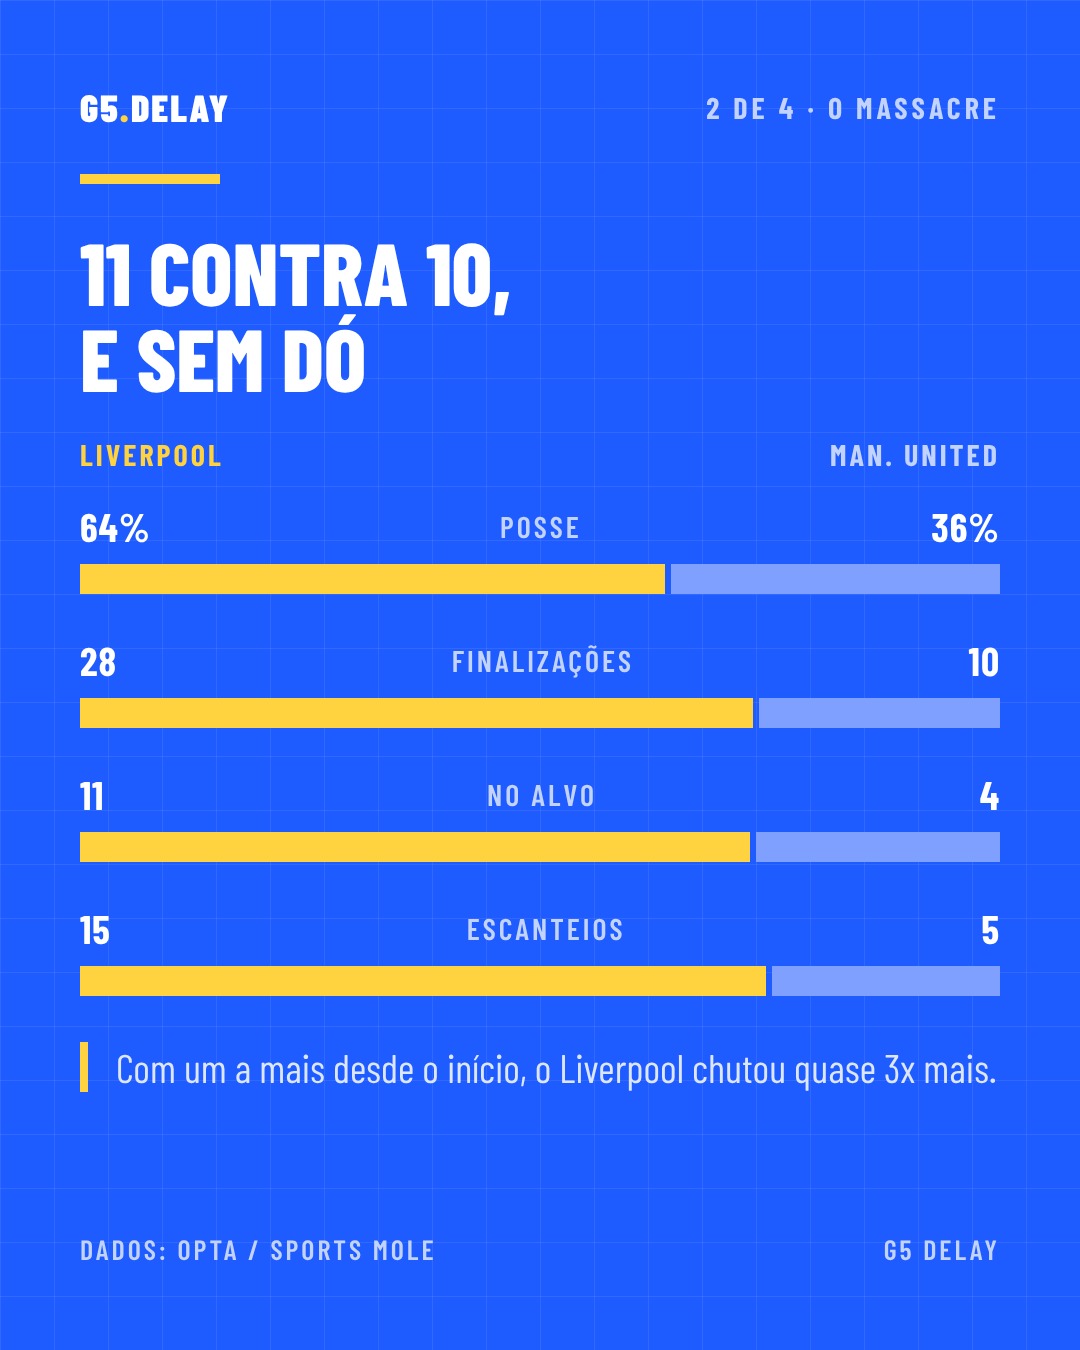 G5.DELAY
2 DE 4 · O MASSACRE
11 CONTRA 10,
E SEM DÓ
LIVERPOOL
MAN. UNITED
64%
POSSE
36%
28
FINALIZAÇÕES
10
11
NO ALVO
4
15
ESCANTEIOS
5
Com um a mais desde o início, o Liverpool chutou quase 3x mais.
DADOS: OPTA / SPORTS MOLE
G5 DELAY